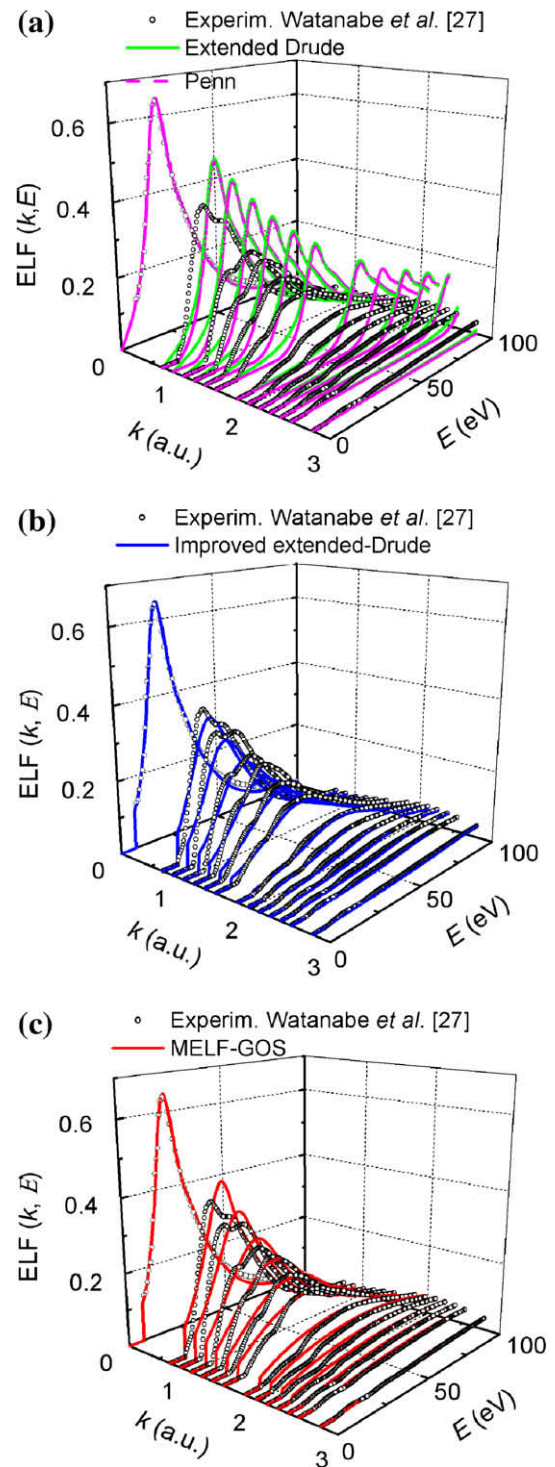 (a)
Experim. Watanabe et al. [27]
Extended Drude
Penn
0.6
0.4
0.2
ELF (k,E)
0
1
2
3
k (a.u.)
0
50
100
E (eV)
(b)
Experim. Watanabe et al. [27]
Improved extended-Drude
0.6
0.4
0.2
ELF (k, E)
0
1
2
3
k (a.u.)
0
50
100
E (eV)
(c)
Experim. Watanabe et al. [27]
MELF-GOS
0.6
0.4
0.2
ELF (k, E)
0
1
2
3
k (a.u.)
0
50
100
E (eV)